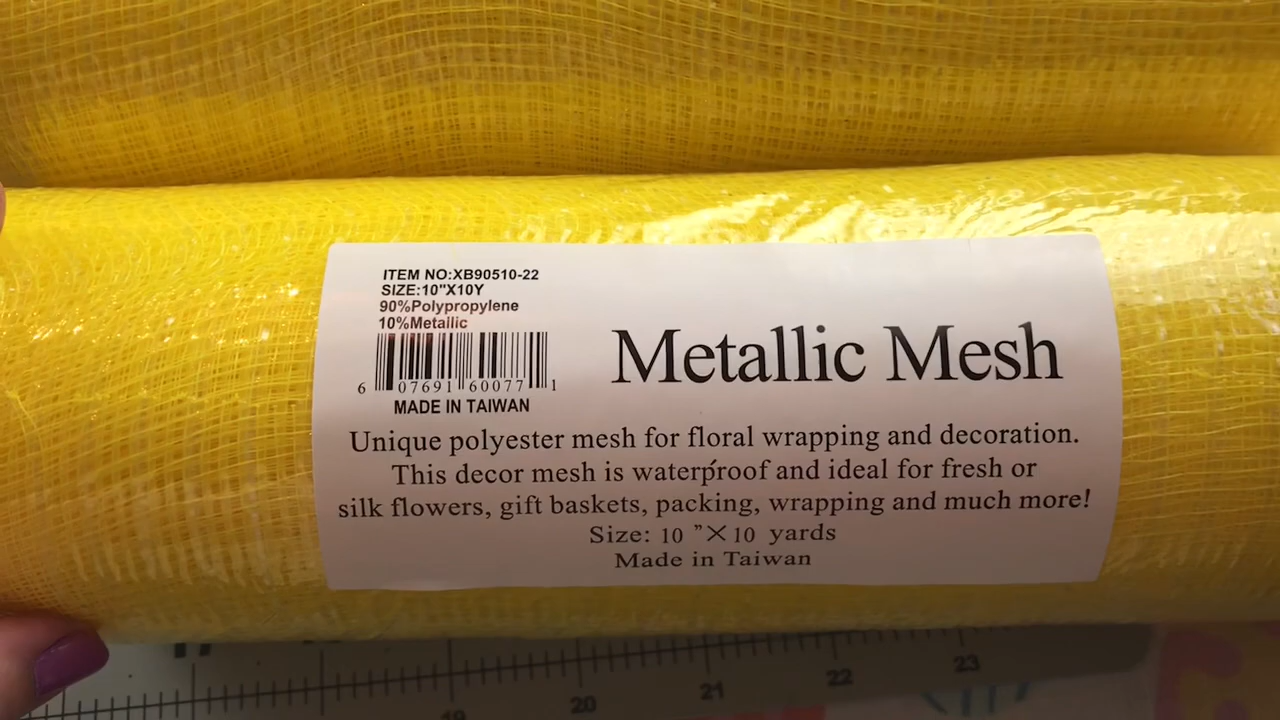 ITEM NO:XB90510-22
SIZE:10"X10Y
90%Polypropylene
10%Metallic
6 07691 60077 1
MADE IN TAIWAN
Metallic Mesh
Unique polyester mesh for floral wrapping and decoration.
This decor mesh is waterproof and ideal for fresh or
silk flowers, gift baskets, packing, wrapping and much more!
Size: 10 "×10 yards
Made in Taiwan
19 20 21 22 23